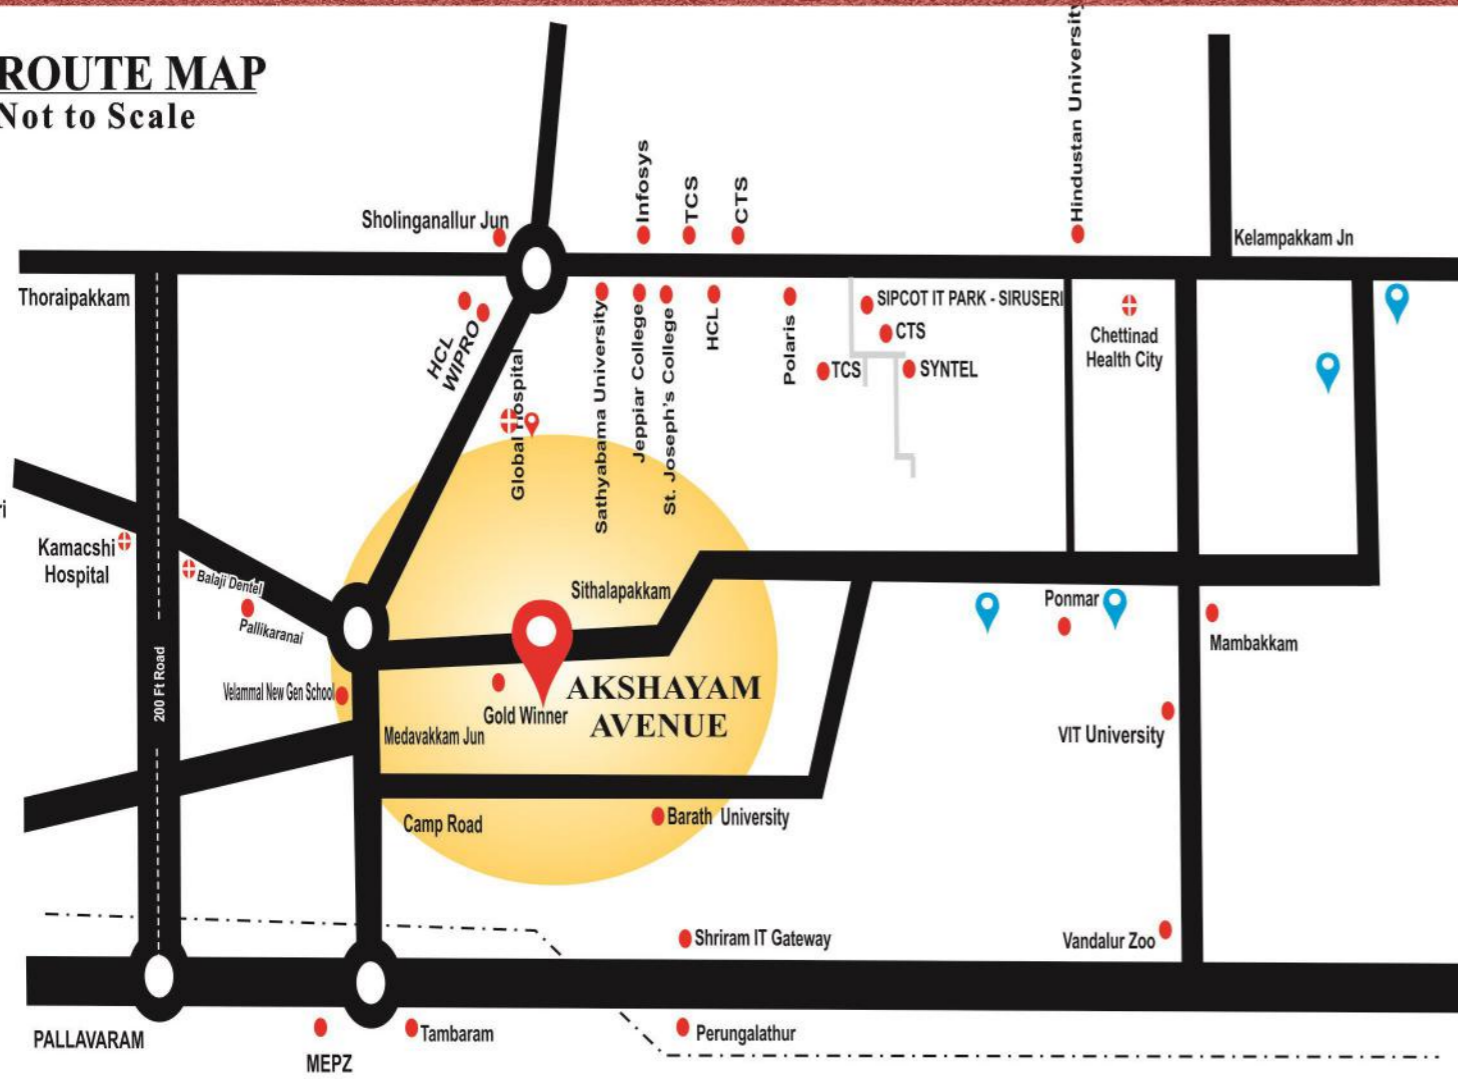 ROUTE MAP
Not to Scale
Hindustan University
Infosys
TCS
CTS
Sholinganallur Jun
Kelampakkam Jn
Thoraipakkam
HCL
WIPRO
Global Hospital
Sathyabama University
Jeppiar College
St. Joseph's College
HCL
Polaris
SIPCOT IT PARK - SIRUSERI
CTS
TCS
SYNTEL
Chettinad
Health City
ri
Kamacshi
Hospital
Balaji Dentel
Pallikaranai
Sithalapakkam
Ponmar
Mambakkam
200 Ft Road
Velammal New Gen School
Gold Winner
AKSHAYAM
AVENUE
Medavakkam Jun
VIT University
Camp Road
Barath University
Shriram IT Gateway
Vandalur Zoo
PALLAVARAM
MEPZ
Tambaram
Perungalathur